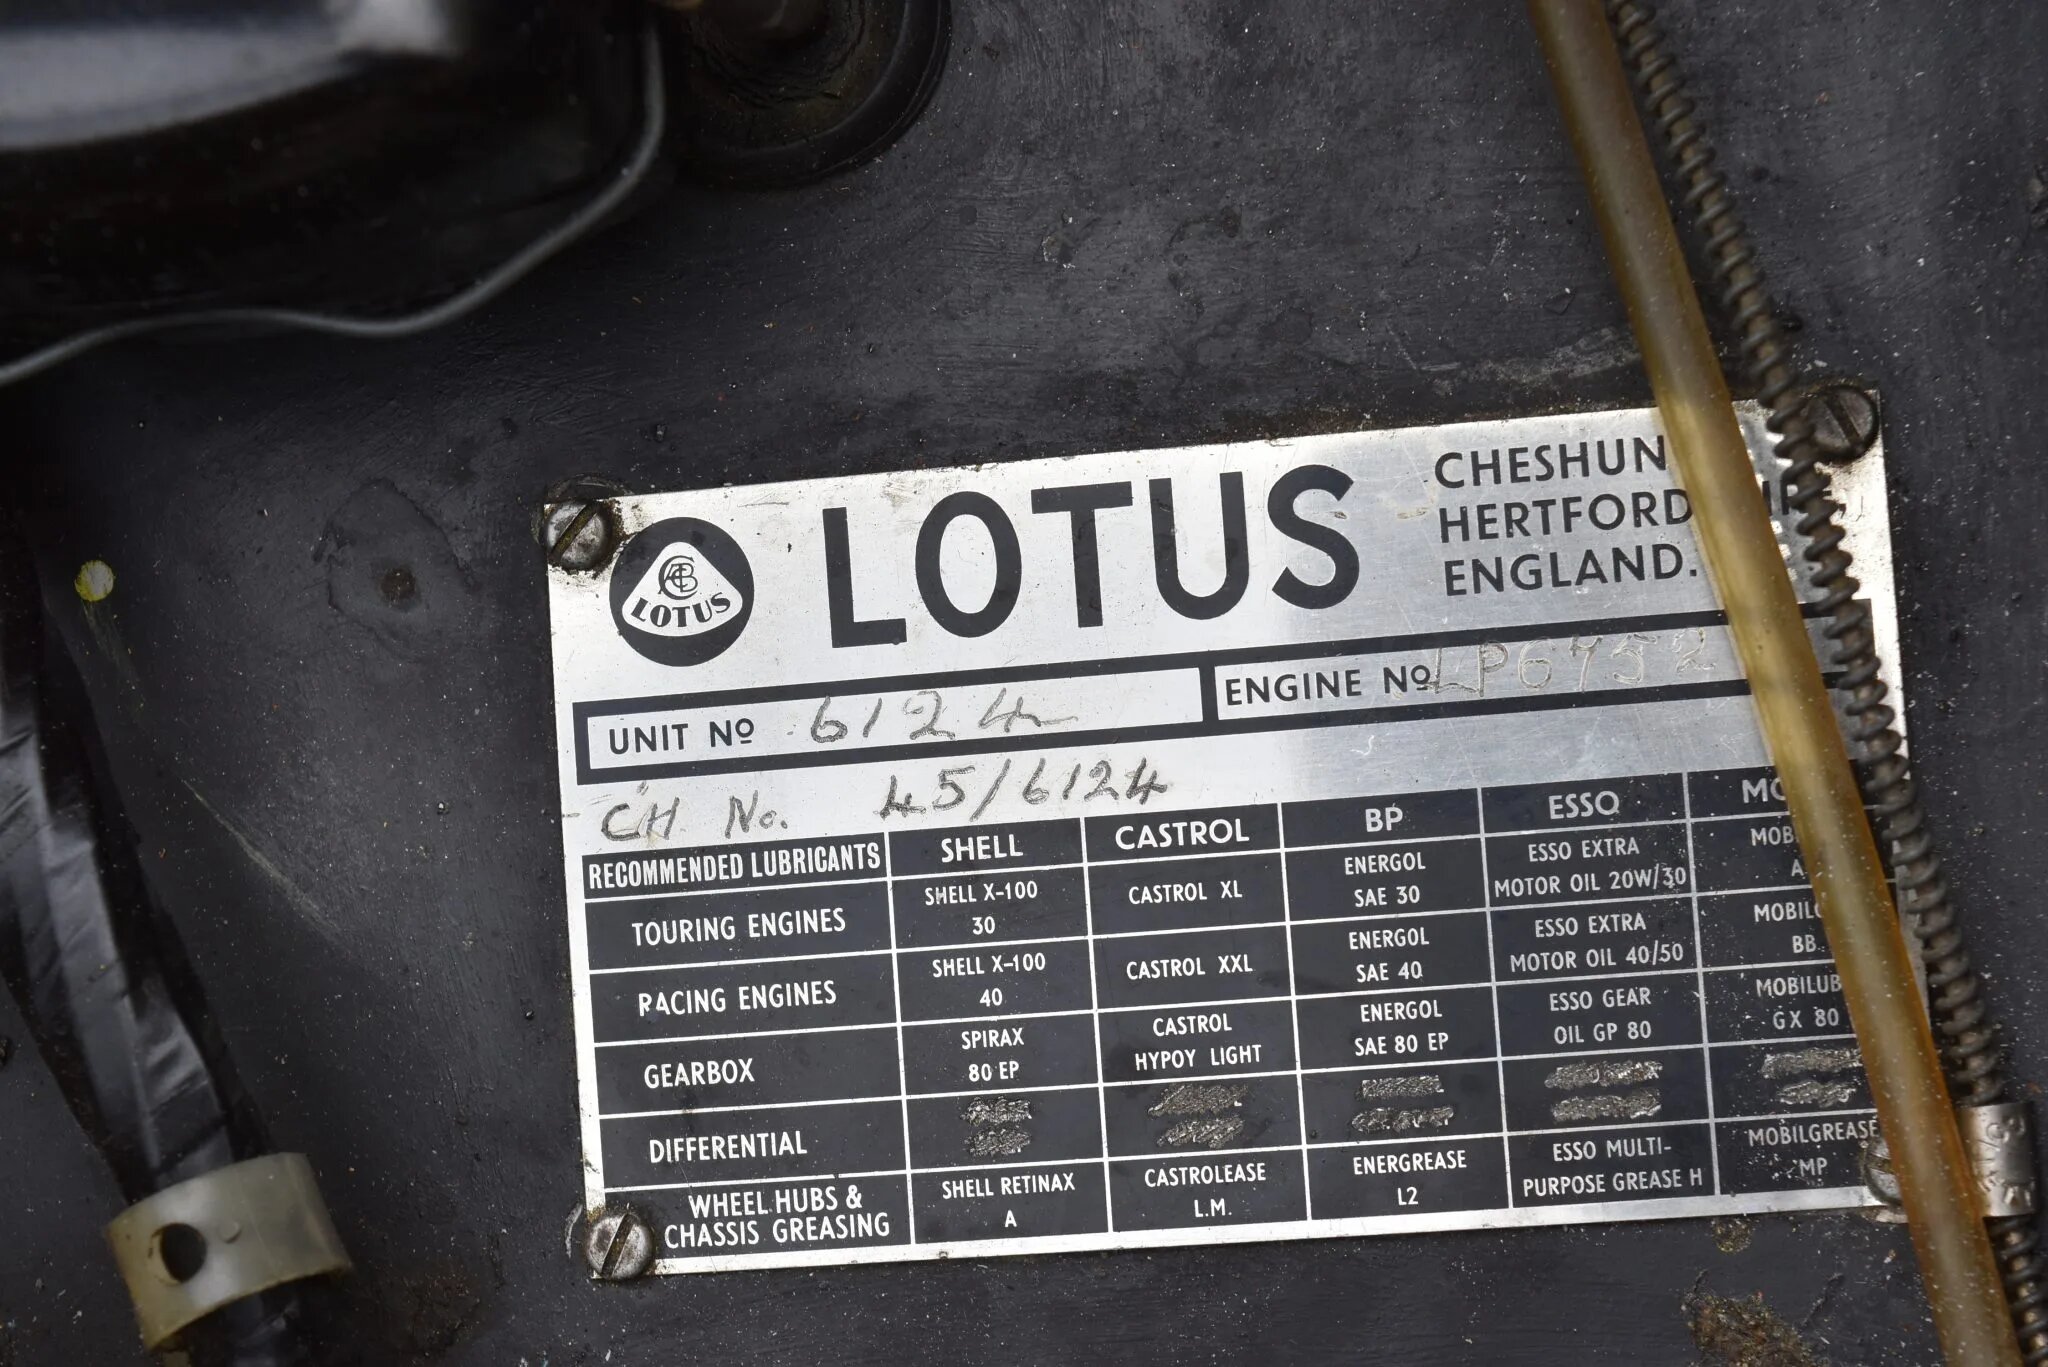 LOTUS
CHESHUN
HERTFORD
ENGLAND.
ACBC
LOTUS
UNIT Nº 6124
ENGINE Nº LP6752
CH No. 45/6124
RECOMMENDED LUBRICANTS SHELL CASTROL BP ESSO
TOURING ENGINES SHELL X-100 30 CASTROL XL ENERGOL SAE 30 ESSO EXTRA MOTOR OIL 20W/30
RACING ENGINES SHELL X-100 40 CASTROL XXL ENERGOL SAE 40 ESSO EXTRA MOTOR OIL 40/50 BB
GEARBOX SPIRAX 80 EP CASTROL HYPOY LIGHT ENERGOL SAE 80 EP ESSO GEAR OIL GP 80 MOBILUB GX 80
DIFFERENTIAL
WHEEL HUBS & CHASSIS GREASING SHELL RETINAX A CASTROLEASE L.M. ENERGREASE L2 ESSO MULTI-PURPOSE GREASE H MOBILGREASE MP